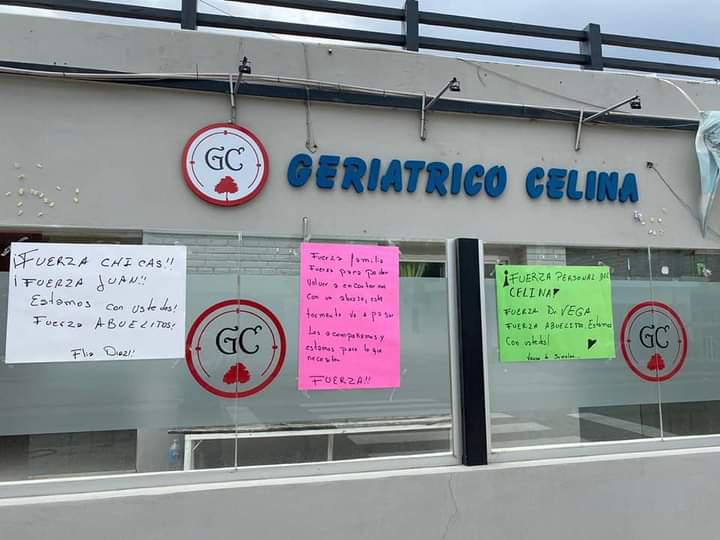 GC
GERIATRICO CELINA
¡FUERZA CHICAS!!
¡FUERZA JUAN!!
Estamos con ustedes!
Fuerza ABUELITOS!
Flia Diaz!!
GC
Fuerza familia
Fuerza para poder
volver a encontrarnos
con un abrazo, este
tormento va a pasar
Los acompañamos y
estamos para lo que
necesiten
FUERZA!!
¡FUERZA PERSONAL DEL
CELINA!
FUERZA Dr VEGA
FUERZA ABUELITOS, Estamos
Con ustedes!
GC